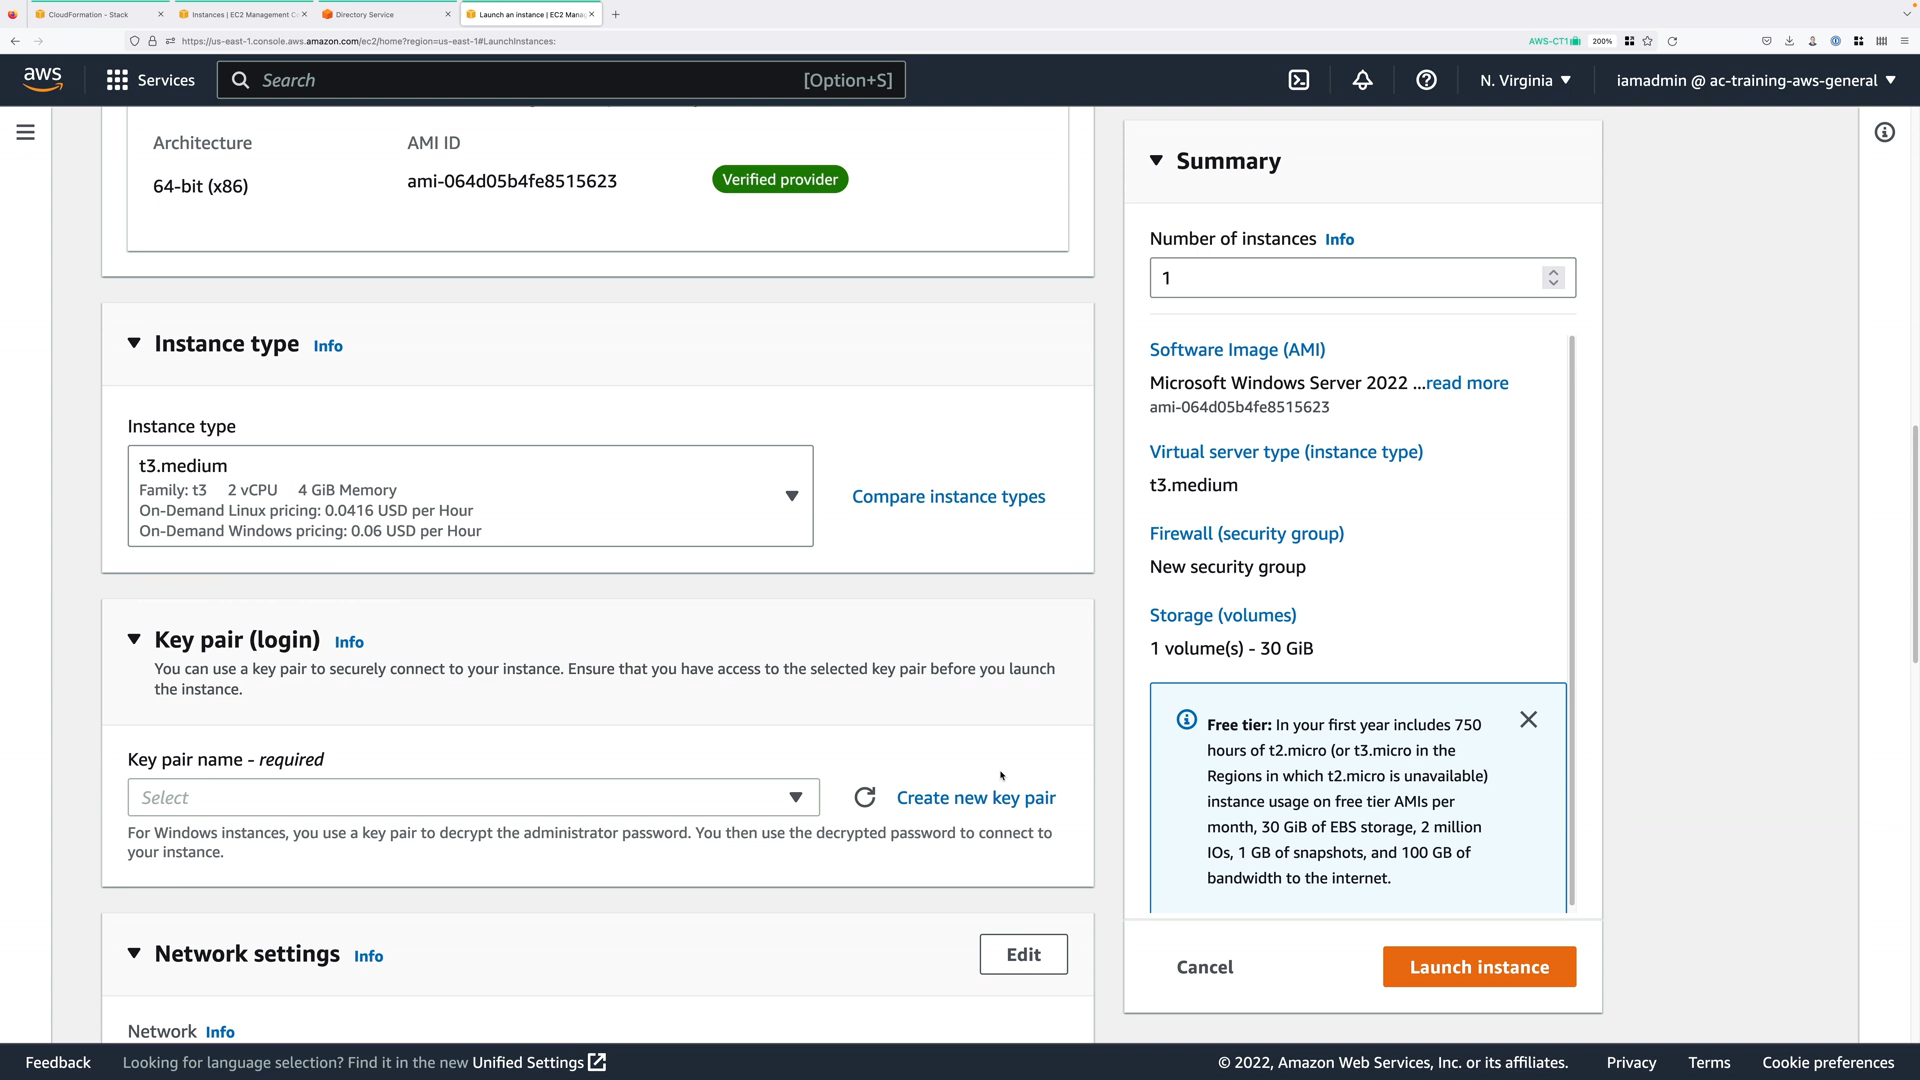 CloudFormation - Stack
Instances | EC2 Management Co
Directory Service
Launch an instance | EC2 Mana
https://us-east-1.console.aws.amazon.com/ec2/home?region=us-east-1#LaunchInstances:
AWS-CT1
200%
aws
Services
Search
[Option+S]
N. Virginia
iamadmin @ ac-training-aws-general
Architecture
AMI ID
64-bit (x86)
ami-064d05b4fe8515623
Verified provider
Instance type Info
Instance type
t3.medium
Family: t3 2 vCPU 4 GiB Memory
On-Demand Linux pricing: 0.0416 USD per Hour
On-Demand Windows pricing: 0.06 USD per Hour
Compare instance types
Key pair (login) Info
You can use a key pair to securely connect to your instance. Ensure that you have access to the selected key pair before you launch
the instance.
Key pair name - required
Select
Create new key pair
For Windows instances, you use a key pair to decrypt the administrator password. You then use the decrypted password to connect to
your instance.
Network settings Info
Edit
Network Info
Summary
Number of instances Info
1
Software Image (AMI)
Microsoft Windows Server 2022 ...read more
ami-064d05b4fe8515623
Virtual server type (instance type)
t3.medium
Firewall (security group)
New security group
Storage (volumes)
1 volume(s) - 30 GiB
Free tier: In your first year includes 750
hours of t2.micro (or t3.micro in the
Regions in which t2.micro is unavailable)
instance usage on free tier AMIs per
month, 30 GiB of EBS storage, 2 million
IOs, 1 GB of snapshots, and 100 GB of
bandwidth to the internet.
Cancel
Launch instance
Feedback
Looking for language selection? Find it in the new Unified Settings
© 2022, Amazon Web Services, Inc. or its affiliates.
Privacy
Terms
Cookie preferences